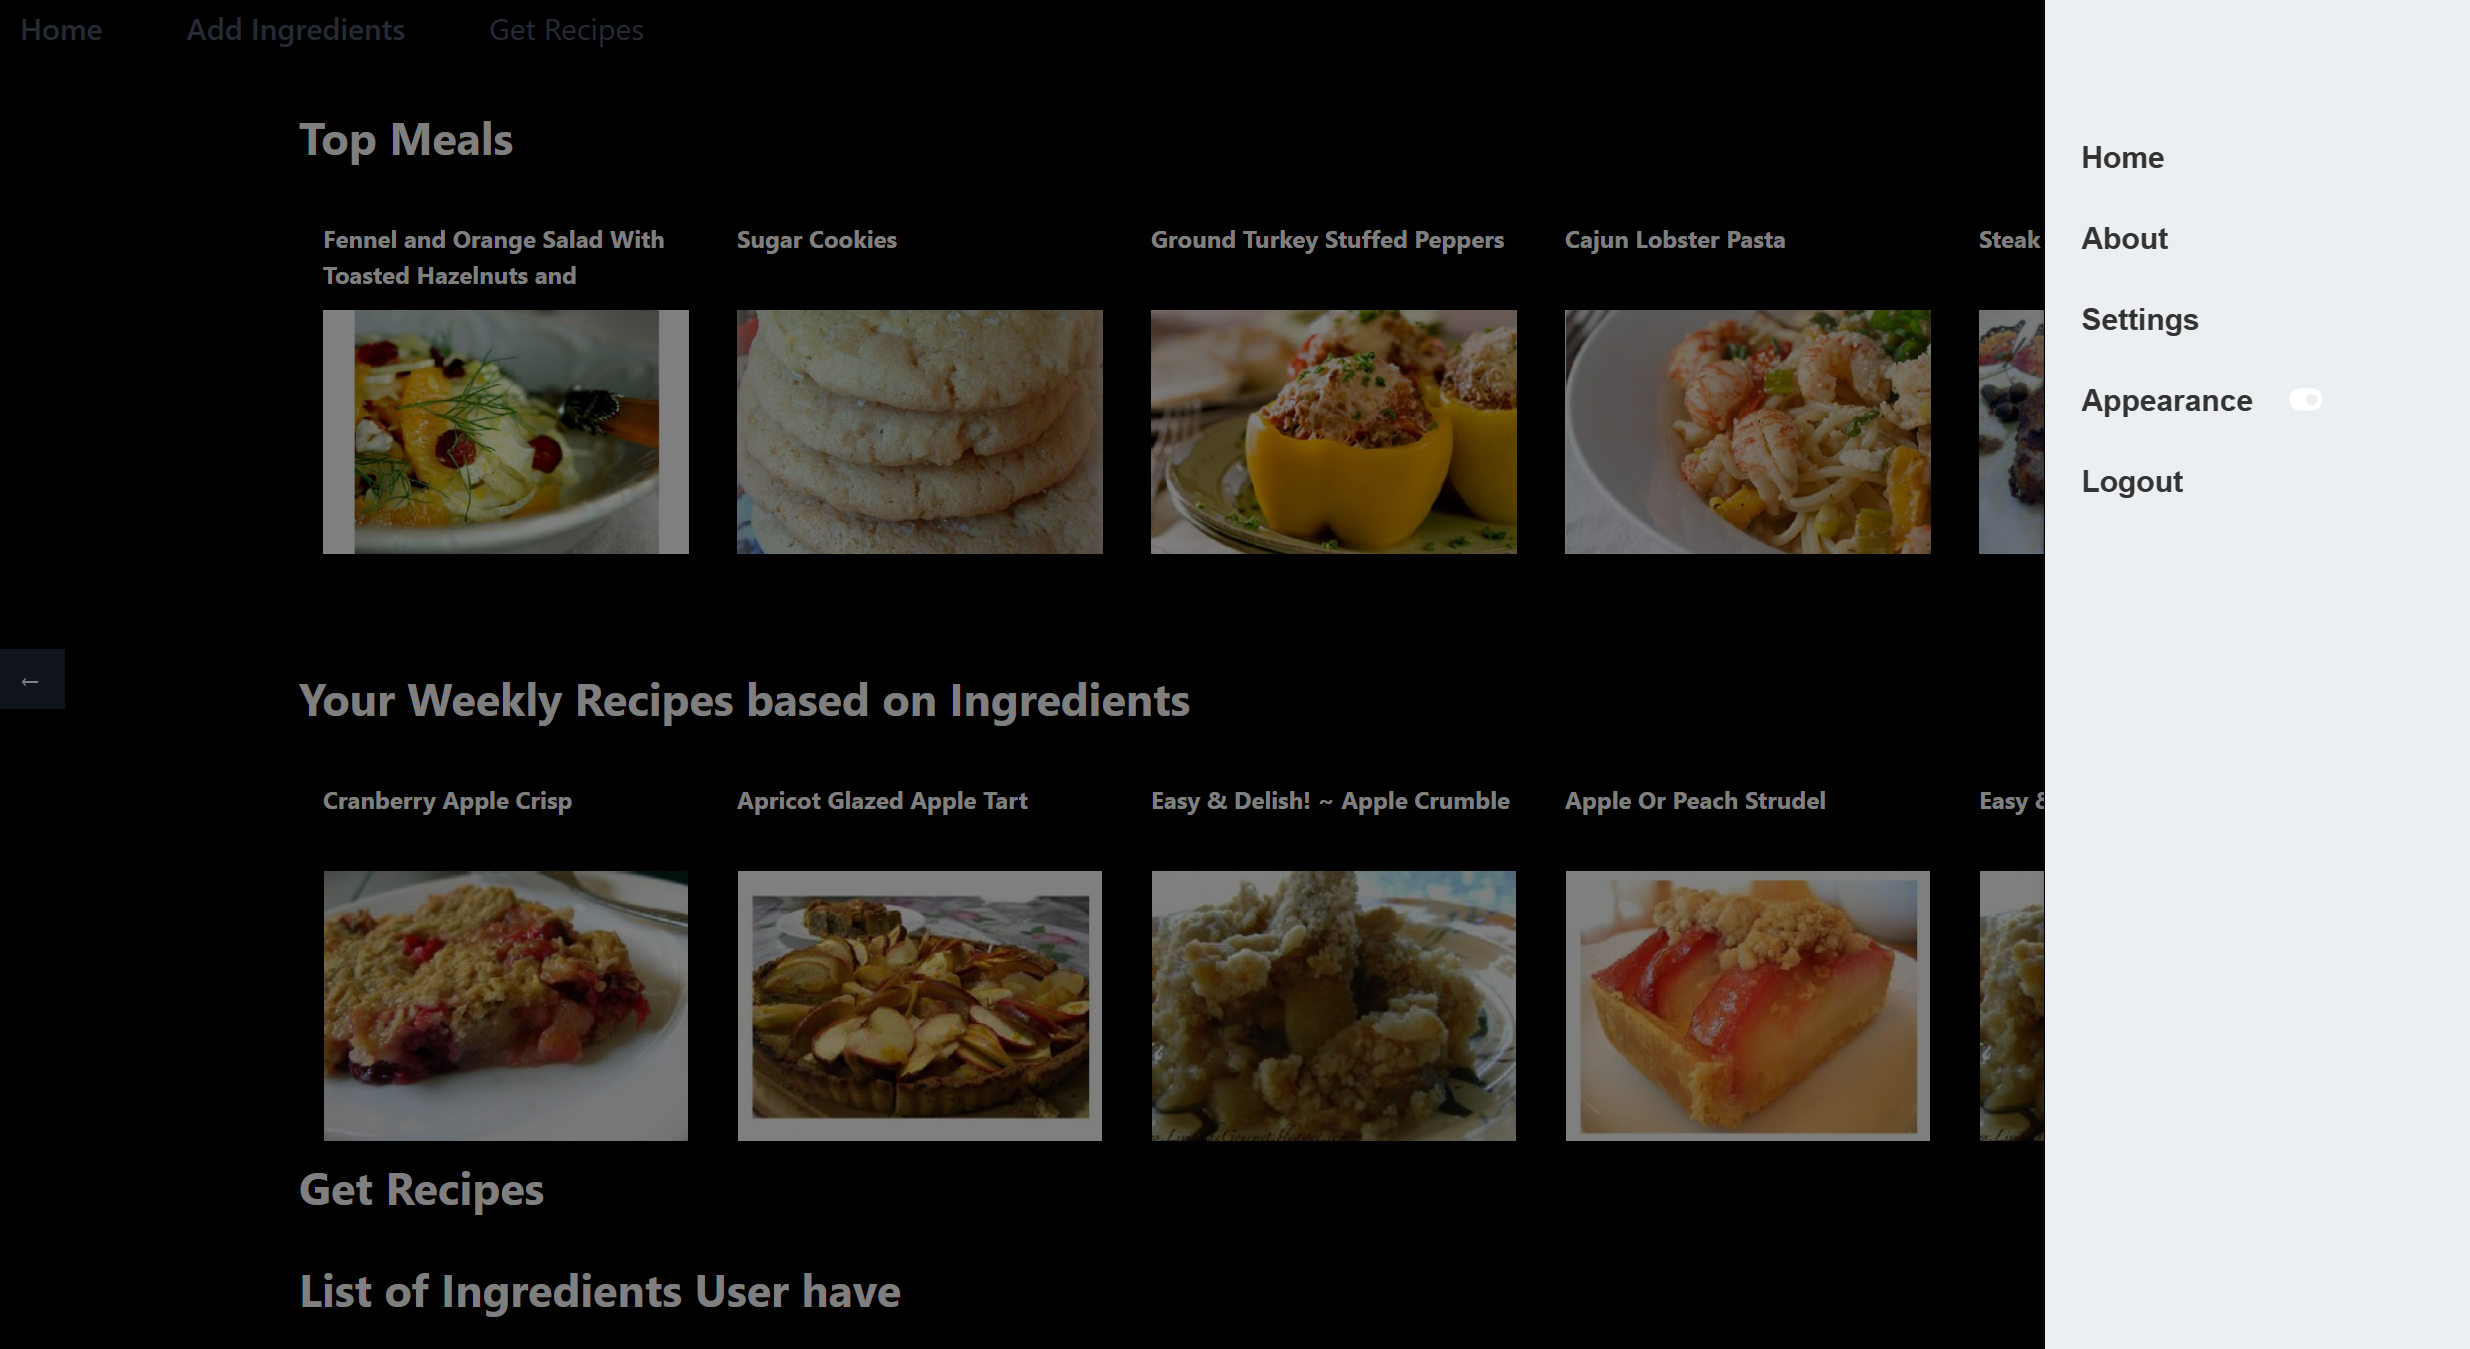 Home Add Ingredients Get Recipes
Top Meals
Fennel and Orange Salad With
Toasted Hazelnuts and
Sugar Cookies
Ground Turkey Stuffed Peppers
Cajun Lobster Pasta
Steak
←
Your Weekly Recipes based on Ingredients
Cranberry Apple Crisp
Apricot Glazed Apple Tart
Easy & Delish! ~ Apple Crumble
Apple Or Peach Strudel
Easy &
Get Recipes
List of Ingredients User have
Home
About
Settings
Appearance
Logout